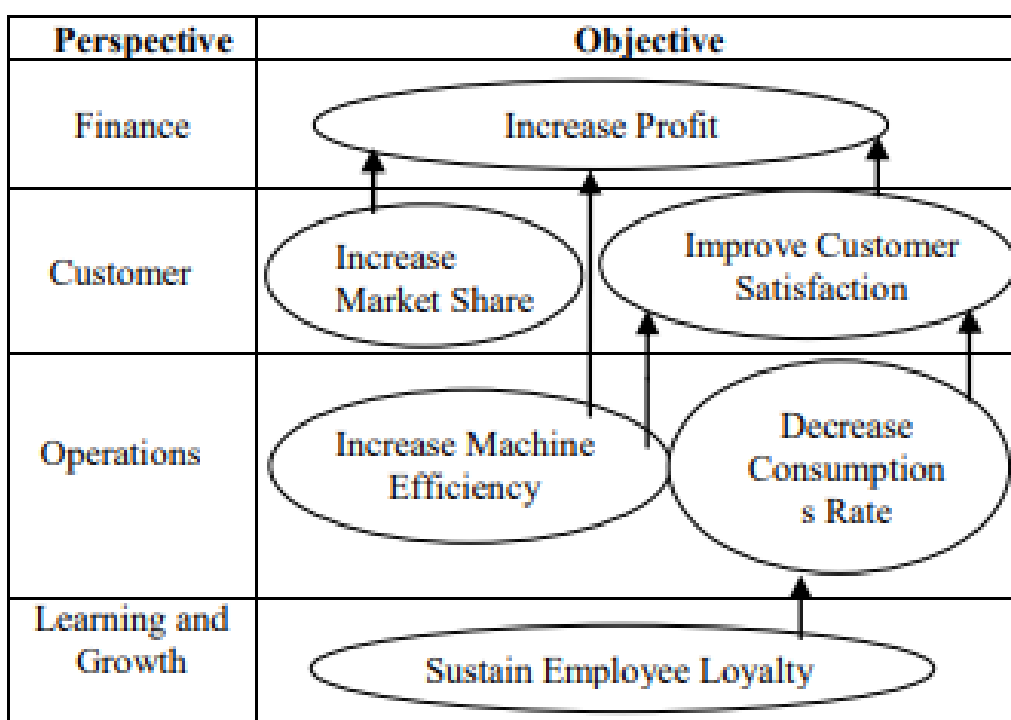 Perspective
Objective
Finance
Increase Profit
Customer
Increase
Market Share
Improve Customer
Satisfaction
Operations
Increase Machine
Efficiency
Decrease
Consumption
s Rate
Learning and
Growth
Sustain Employee Loyalty